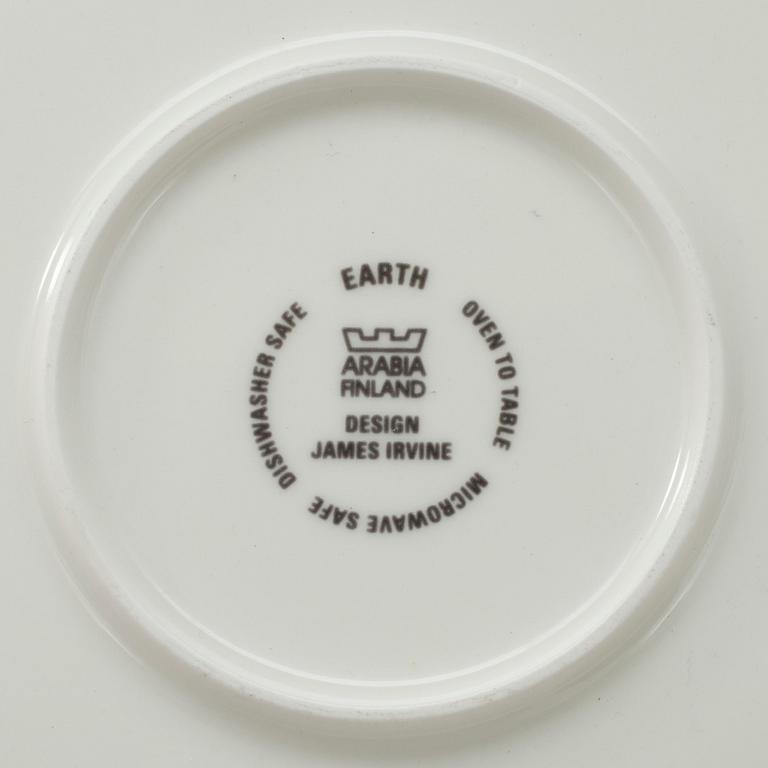 EARTH
OVEN TO TABLE
MICROWAVE SAFE
DISHWASHER SAFE
ARABIA
FINLAND
DESIGN
JAMES IRVINE